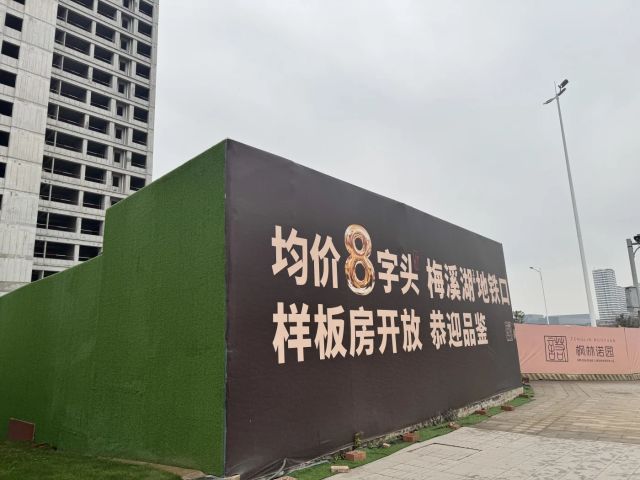 均价8字头 梅溪湖地铁口
样板房开放 恭迎品鉴
枫林诺园